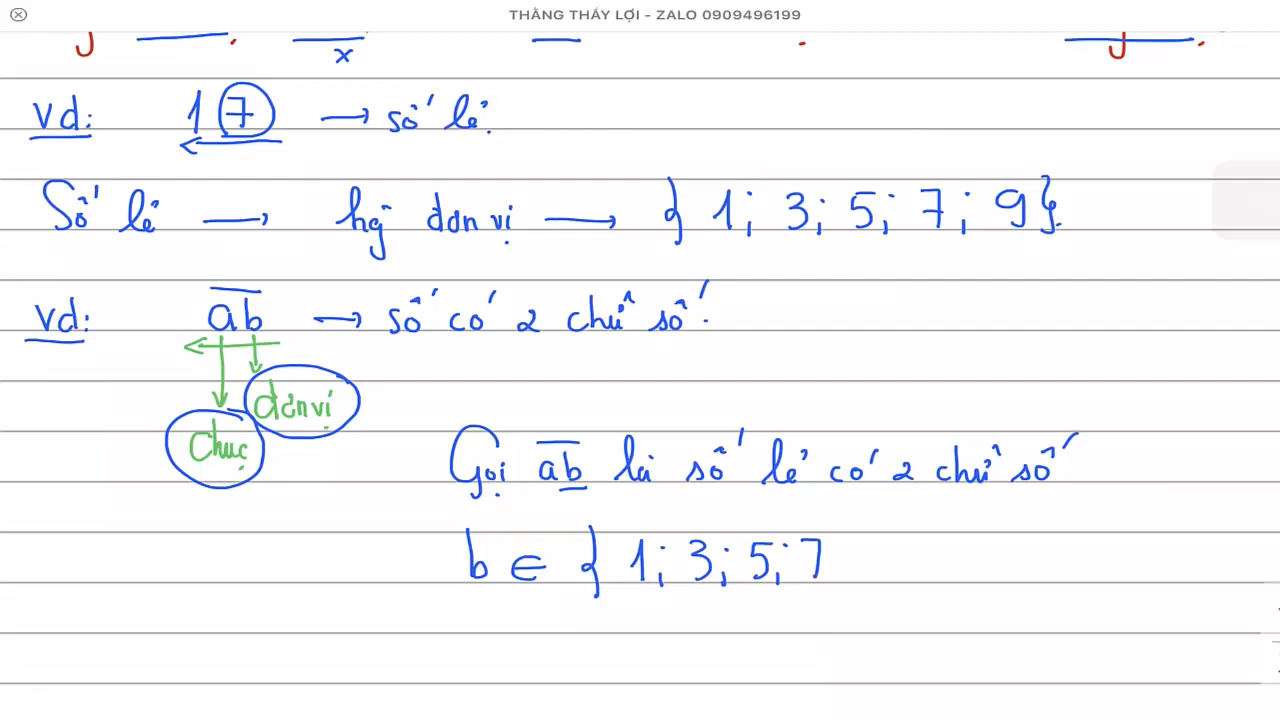 THẰNG THẦY LỢI - ZALO 0909496199
x
Vd: 17 → số lẻ.
Số lẻ → hg đơn vị → { 1; 3; 5; 7; 9}.
Vd: ab → số có 2 chữ số!
đơn vị
chục
Gọi ab là số lẻ có 2 chữ số
b ∈ { 1; 3; 5; 7